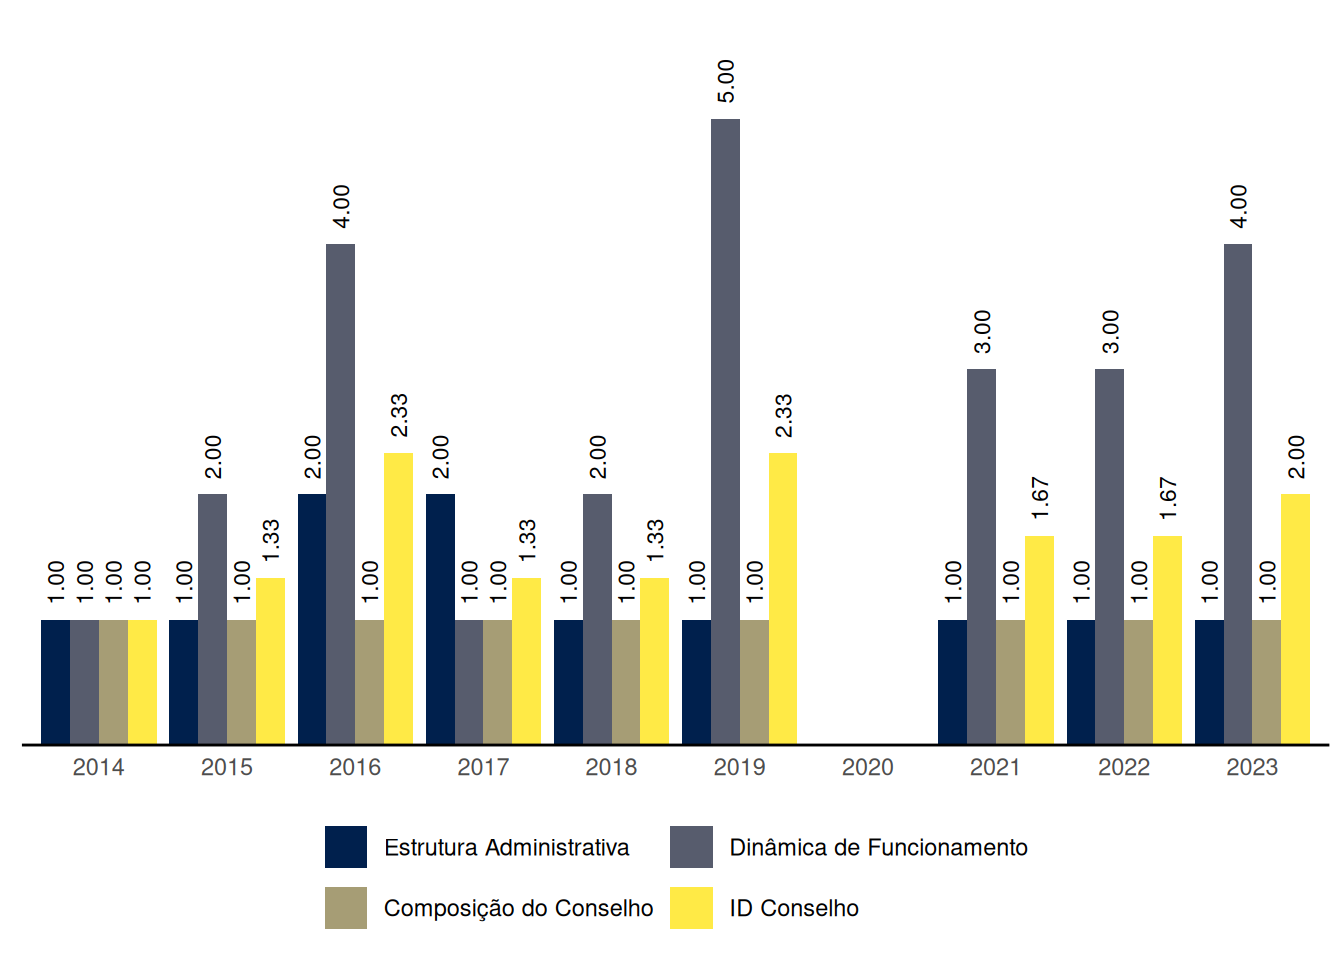 5.00
4.00 4.00
3.00 3.00
2.33 2.33
2.00 2.00 2.00 2.00 2.00
1.67 1.67
1.33 1.33 1.33
1.00 1.00 1.00 1.00 1.00 1.00 1.00 1.00 1.00 1.00 1.00 1.00 1.00 1.00 1.00 1.00 1.00 1.00 1.00
2014 2015 2016 2017 2018 2019 2020 2021 2022 2023
Estrutura Administrativa Dinâmica de Funcionamento
Composição do Conselho ID Conselho